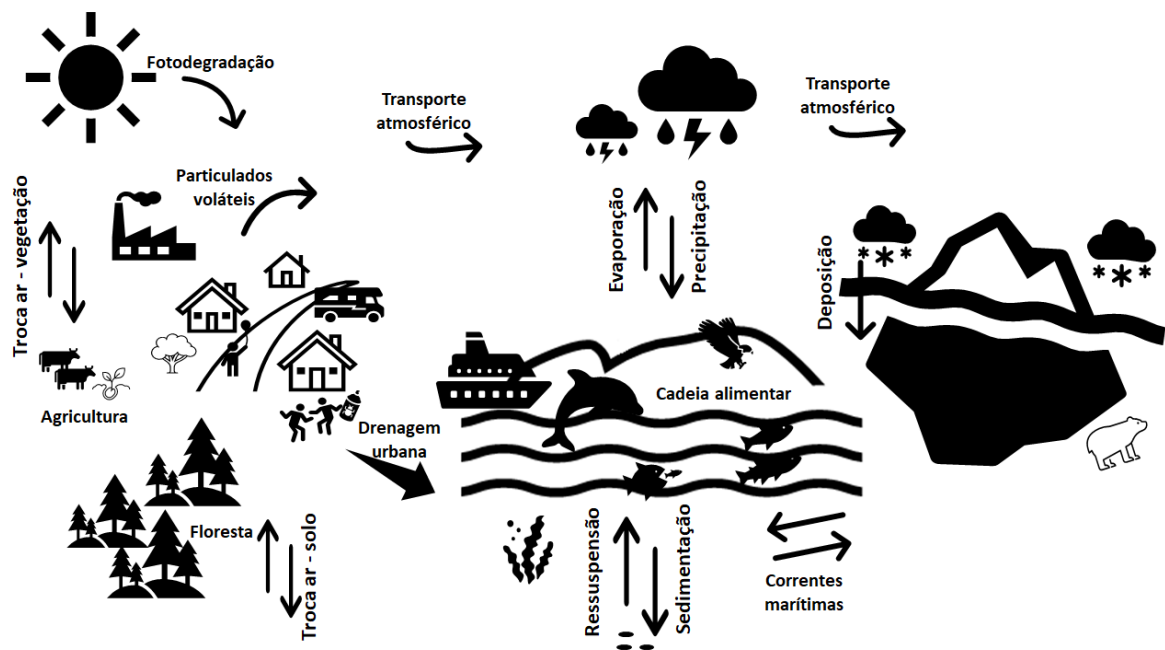 Fotodegradação
Transporte
atmosférico
Transporte
atmosférico
Particulados
voláteis
Troca ar - vegetação
Evaporação
Precipitação
Deposição
Agricultura
Cadeia alimentar
Drenagem
urbana
Floresta
Troca ar - solo
Ressuspensão
Sedimentação
Correntes
marítimas